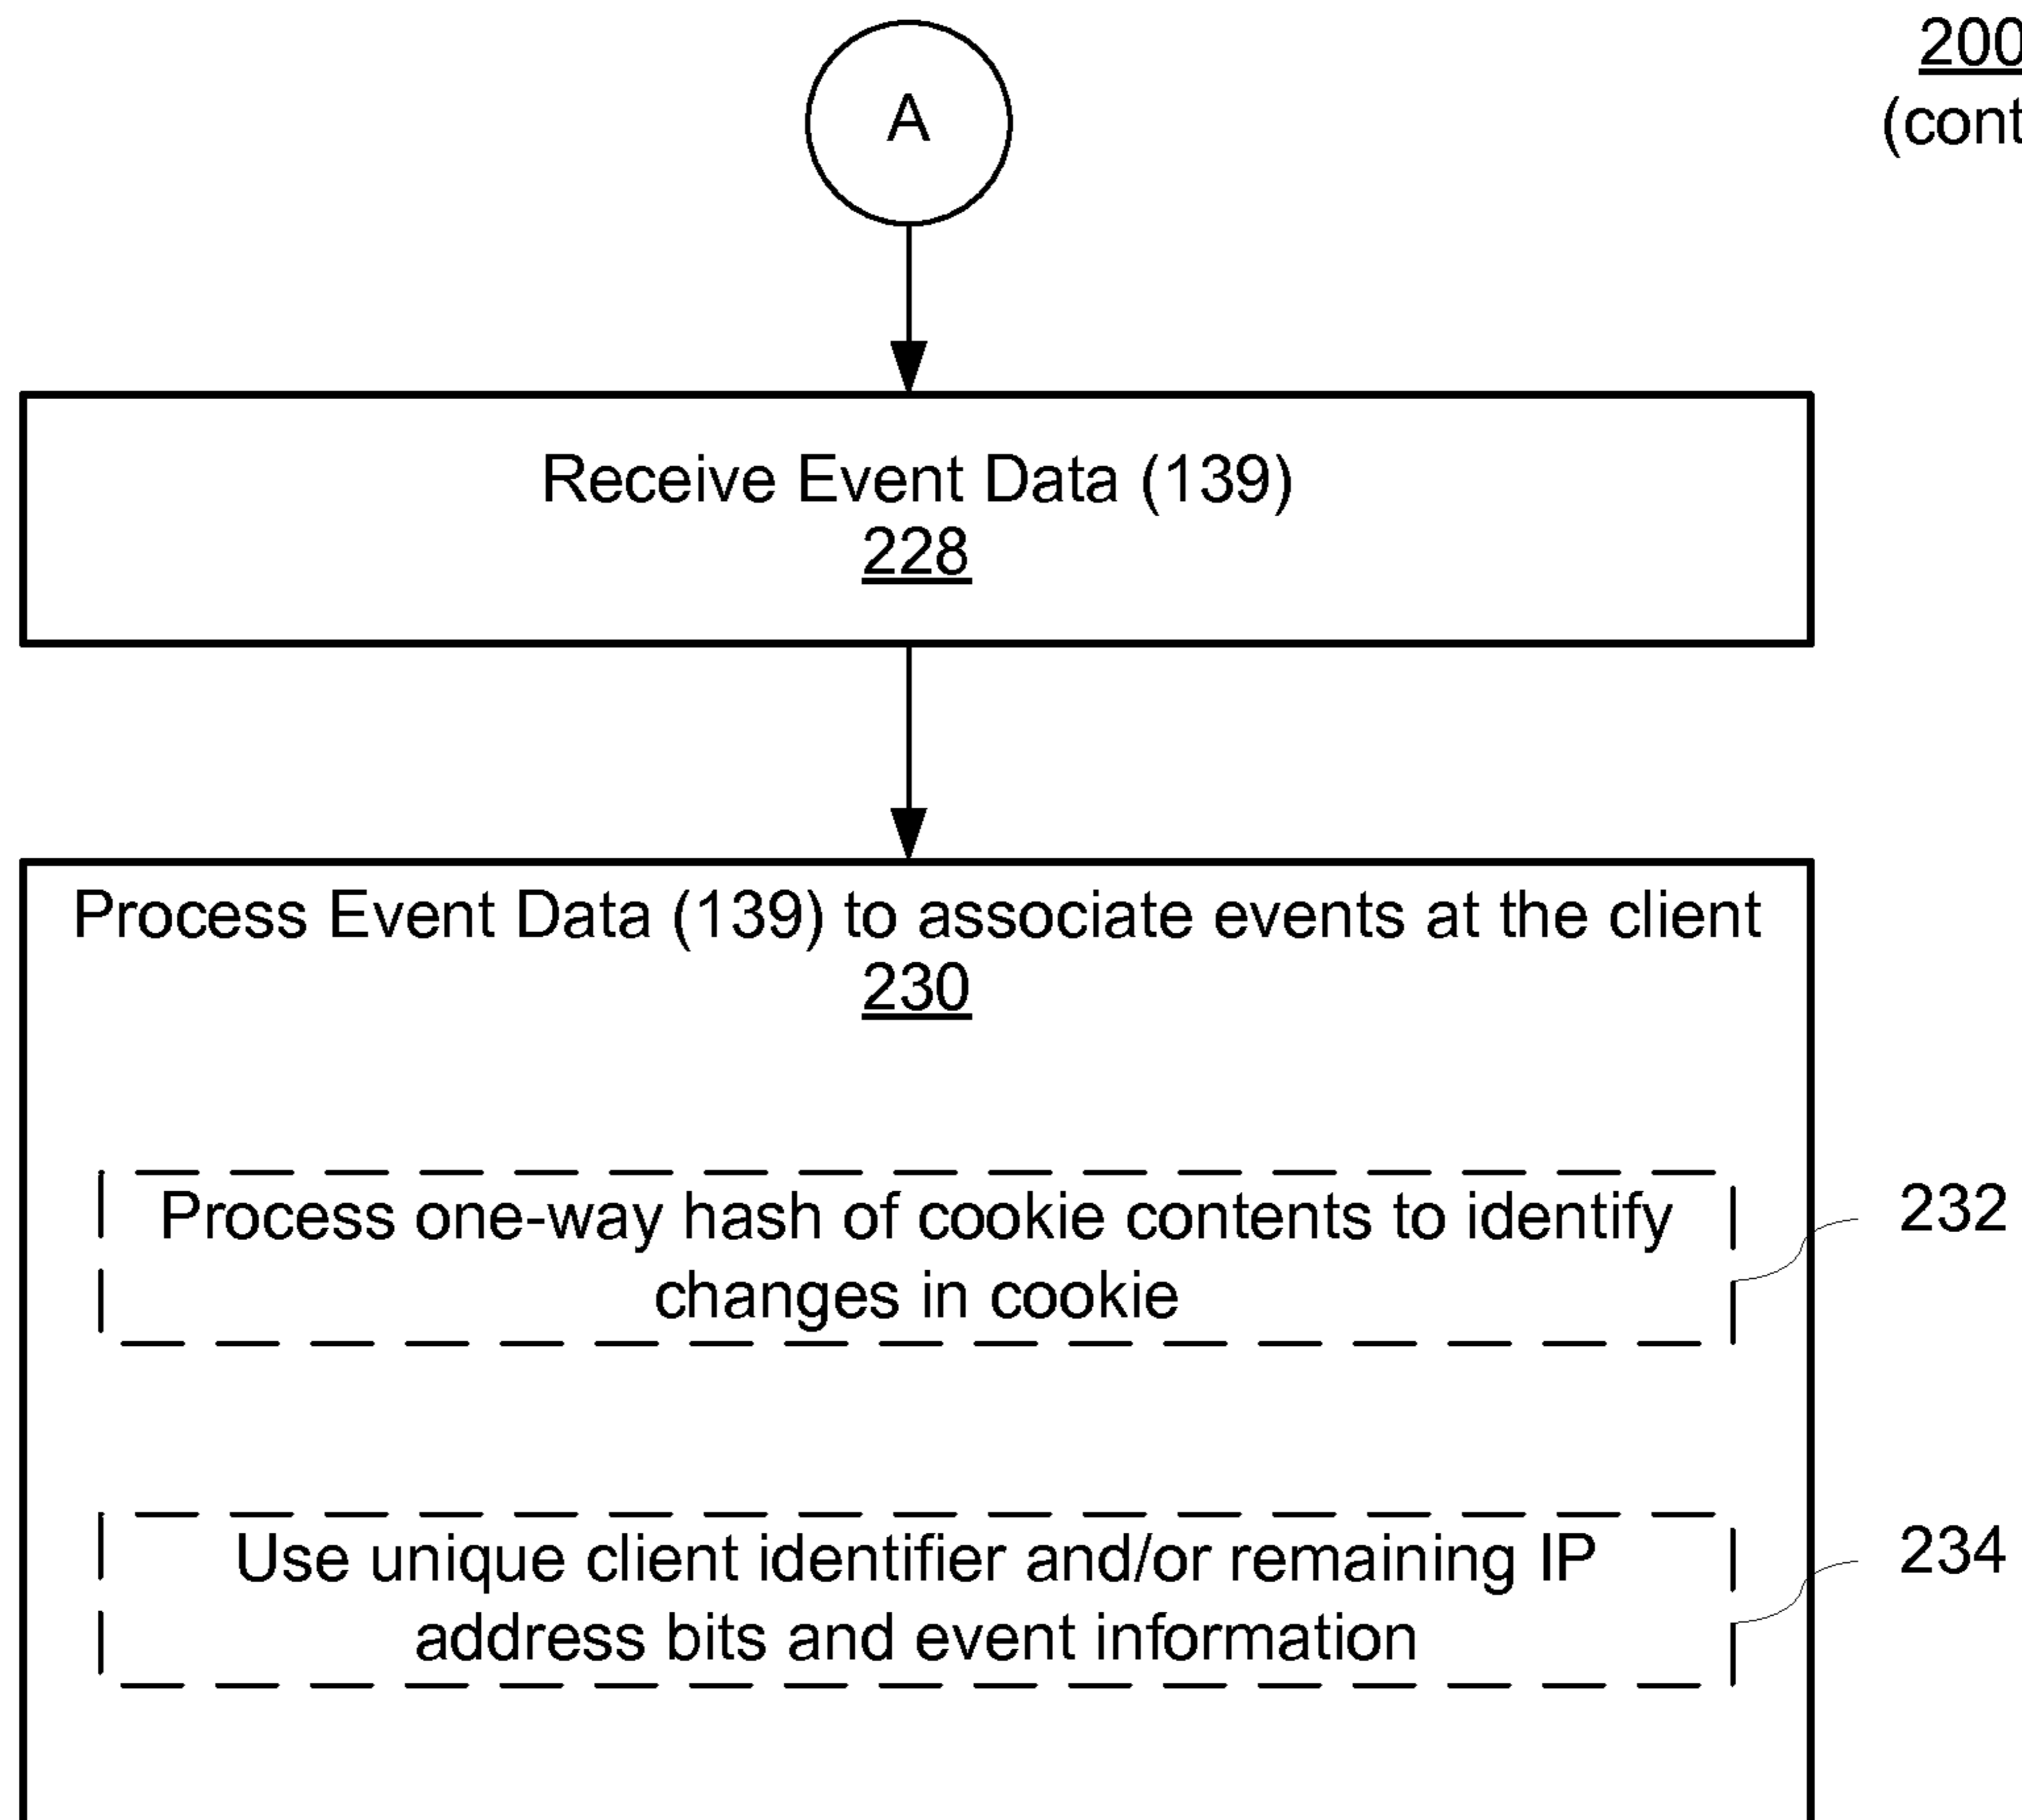 200
(cont
A
Receive Event Data (139)
228
Process Event Data (139) to associate events at the client
230
Process one-way hash of cookie contents to identify
changes in cookie
232
Use unique client identifier and/or remaining IP
address bits and event information
234